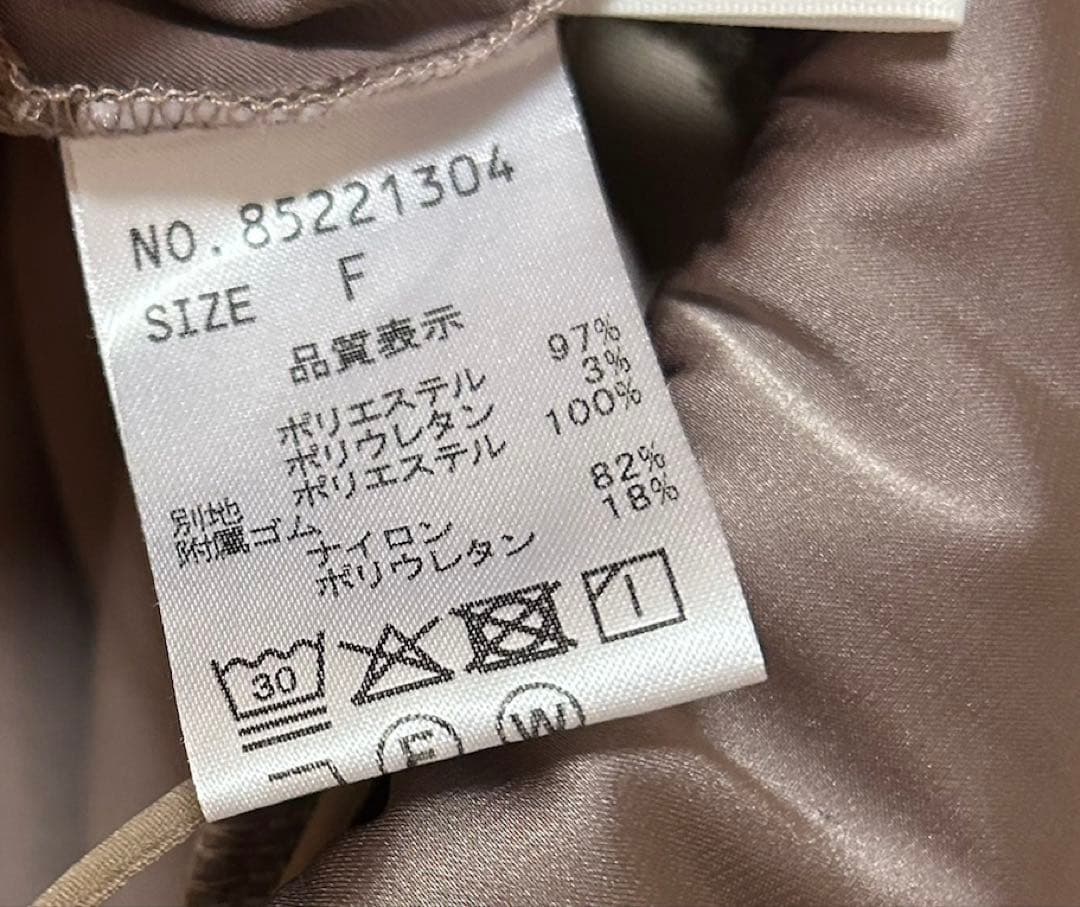 NO.85221304
SIZE F
品質表示
ポリエステル 97%
ポリウレタン 3%
別地 ポリエステル 100%
附属ゴム
ナイロン 82%
ポリウレタン 18%
30
F W